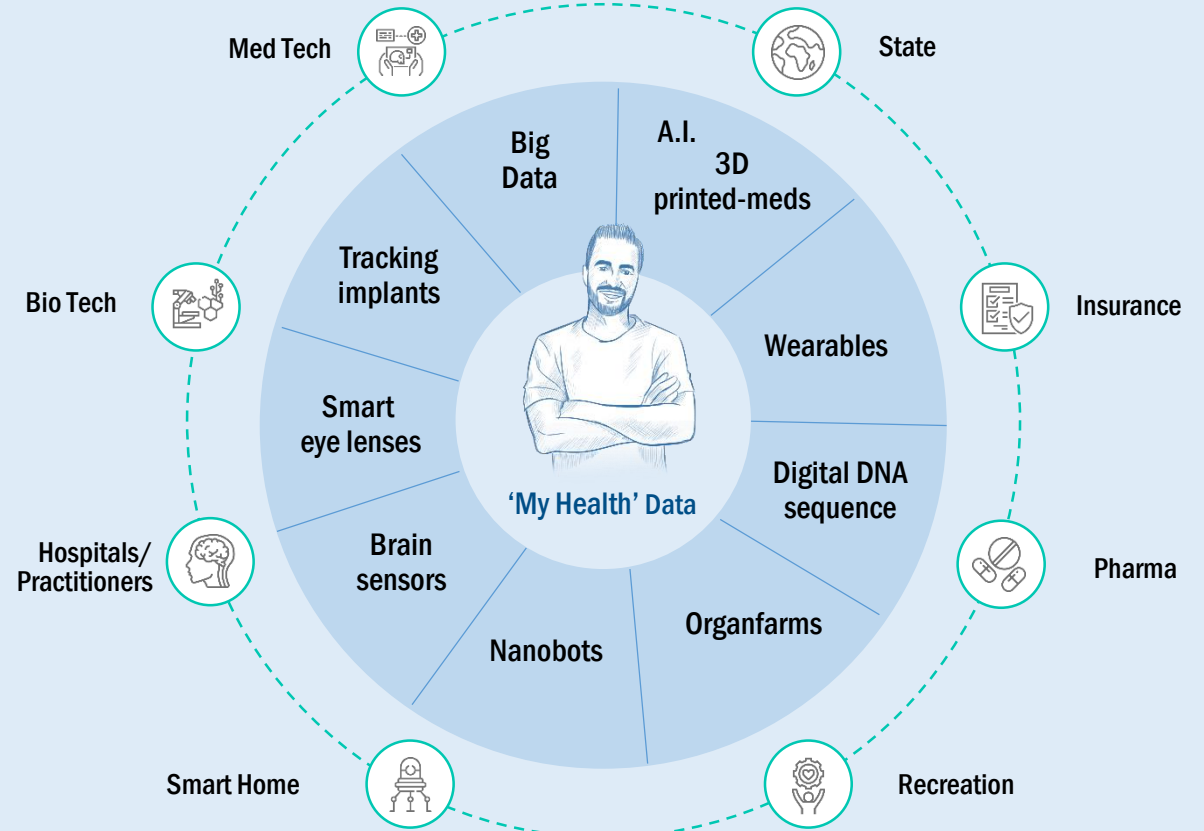 Med Tech
State
Big
Data
A.I.
3D
printed-meds
Tracking
implants
Bio Tech
Insurance
Wearables
Smart
eye lenses
Digital DNA
sequence
‘My Health’ Data
Hospitals/
Practitioners
Brain
sensors
Pharma
Organfarms
Nanobots
Smart Home
Recreation